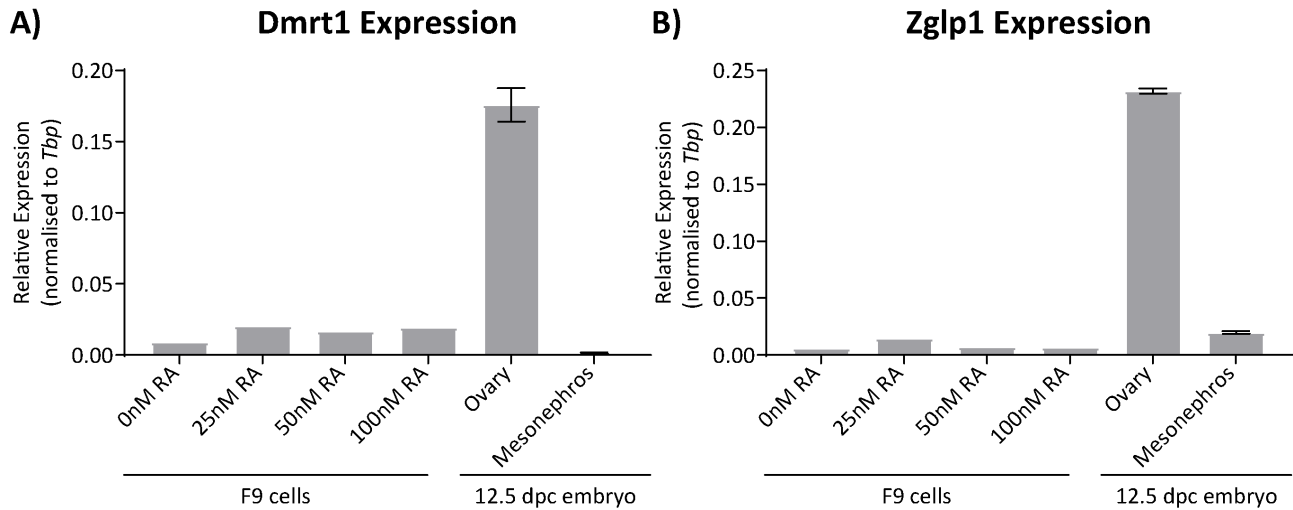 A)
Dmrt1 Expression
Relative Expression
(normalised to Tbp)
0.20
0.15
0.10
0.05
0.00
0nM RA
25nM RA
50nM RA
100nM RA
Ovary
Mesonephros
F9 cells
12.5 dpc embryo
B)
Zglp1 Expression
Relative Expression
(normalised to Tbp)
0.25
0.20
0.15
0.10
0.05
0.00
0nM RA
25nM RA
50nM RA
100nM RA
Ovary
Mesonephros
F9 cells
12.5 dpc embryo